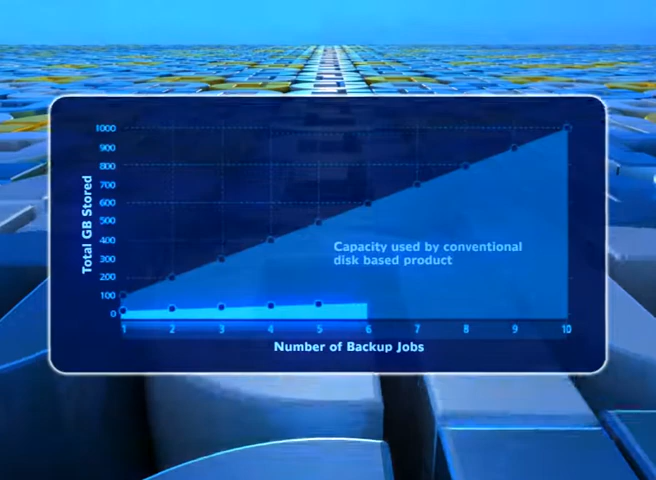 1000
900
800
700
600
500
400
300
200
100
0
Total GB Stored
Capacity used by conventional
disk based product
1 2 3 4 5 6 7 8 9 10
Number of Backup Jobs